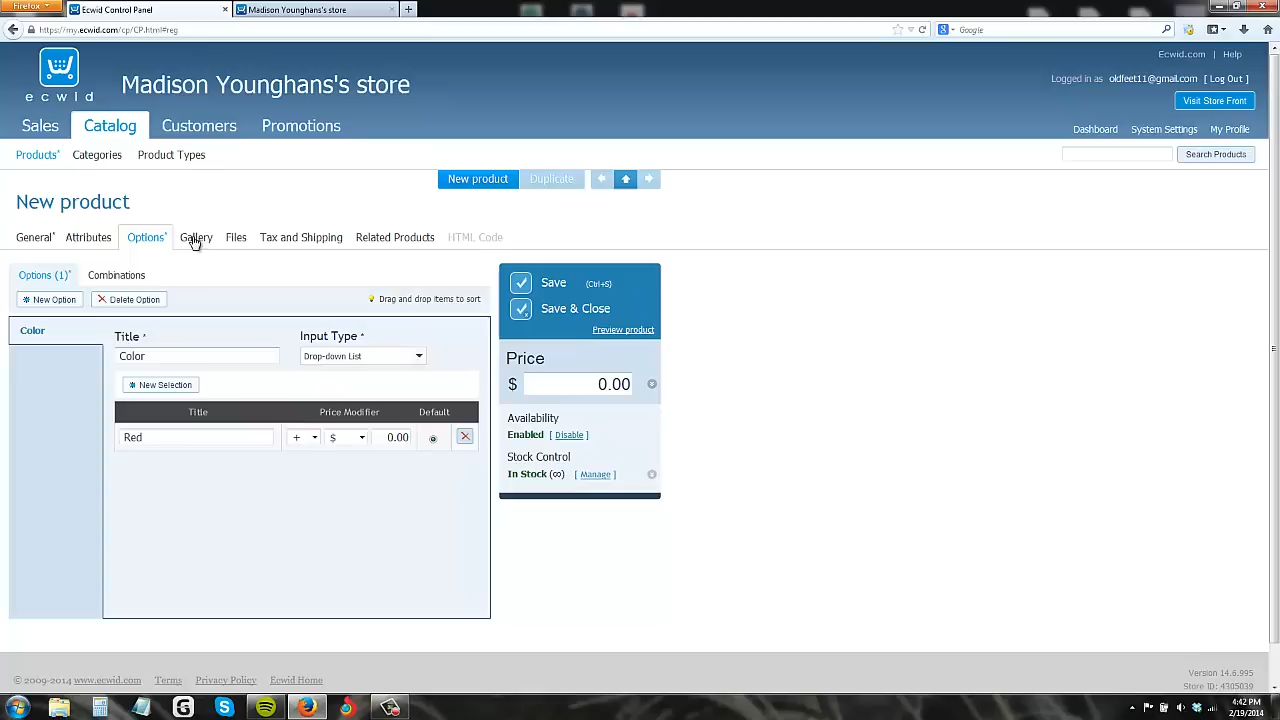 Firefox
Ecwid Control Panel
Madison Younghans's store
https://my.ecwid.com/cp/CP.html#reg
Google
Ecwid.com | Help
ecwid
Madison Younghans's store
Logged in as oldfeet11@gmail.com [ Log Out ]
Visit Store Front
Sales Catalog Customers Promotions
Dashboard System Settings My Profile
Products* Categories Product Types
Search Products
New product Duplicate
New product
General* Attributes Options* Gallery Files Tax and Shipping Related Products HTML Code
Options (1)* Combinations
New Option Delete Option Drag and drop items to sort
Color
Title * Input Type *
Color Drop-down List
New Selection
Title Price Modifier Default
Red + $ 0.00
Save (Ctrl+S)
Save & Close
Preview product
Price
$ 0.00
Availability
Enabled [ Disable ]
Stock Control
In Stock (∞) [ Manage ]
© 2009-2014 www.ecwid.com Terms Privacy Policy Ecwid Home
Version 14.6.995
Store ID: 4305039
4:42 PM
2/19/2014